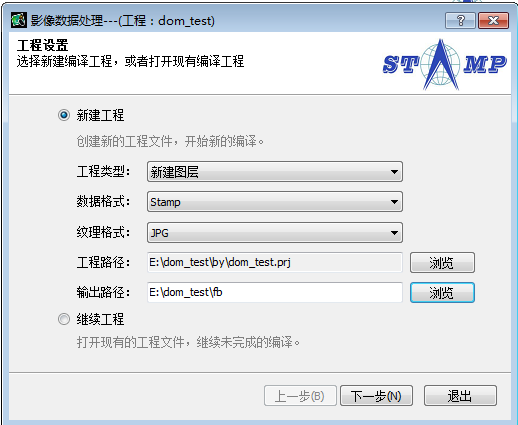 影像数据处理---(工程：dom_test)
工程设置
选择新建编译工程，或者打开现有编译工程
STAMP
新建工程
创建新的工程文件，开始新的编译。
工程类型： 新建图层
数据格式： Stamp
纹理格式： JPG
工程路径： E:\dom_test\by\dom_test.prj 浏览
输出路径： E:\dom_test\fb 浏览
继续工程
打开现有的工程文件，继续未完成的编译。
上一步(B) 下一步(N) 退出